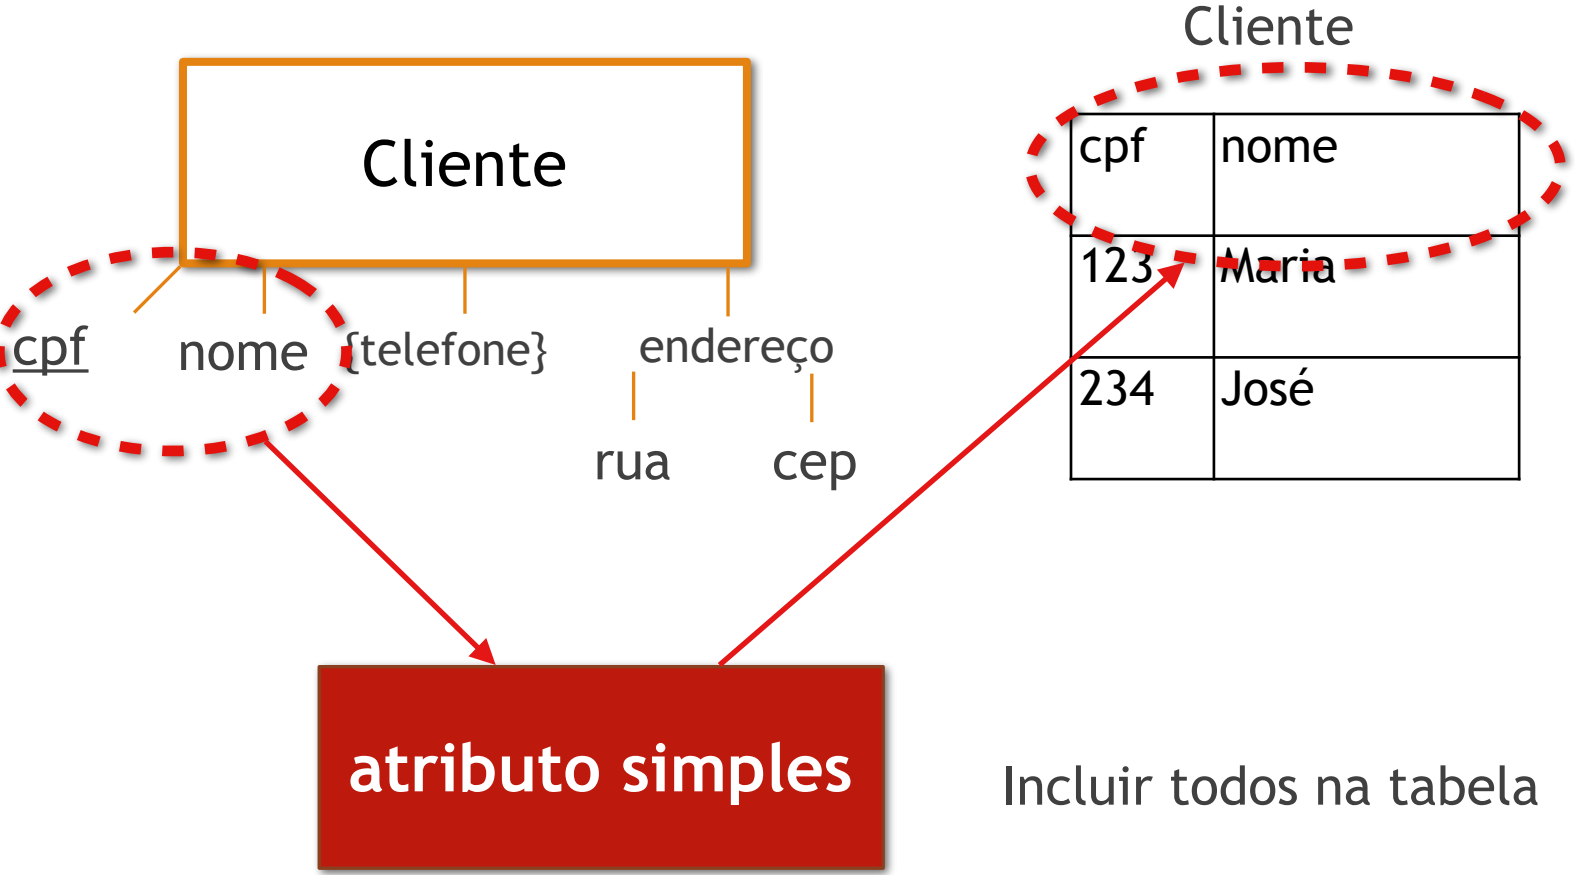 Cliente
Cliente
cpf nome
cpf nome {telefone} endereço
123 Maria
234 José
rua cep
atributo simples
Incluir todos na tabela